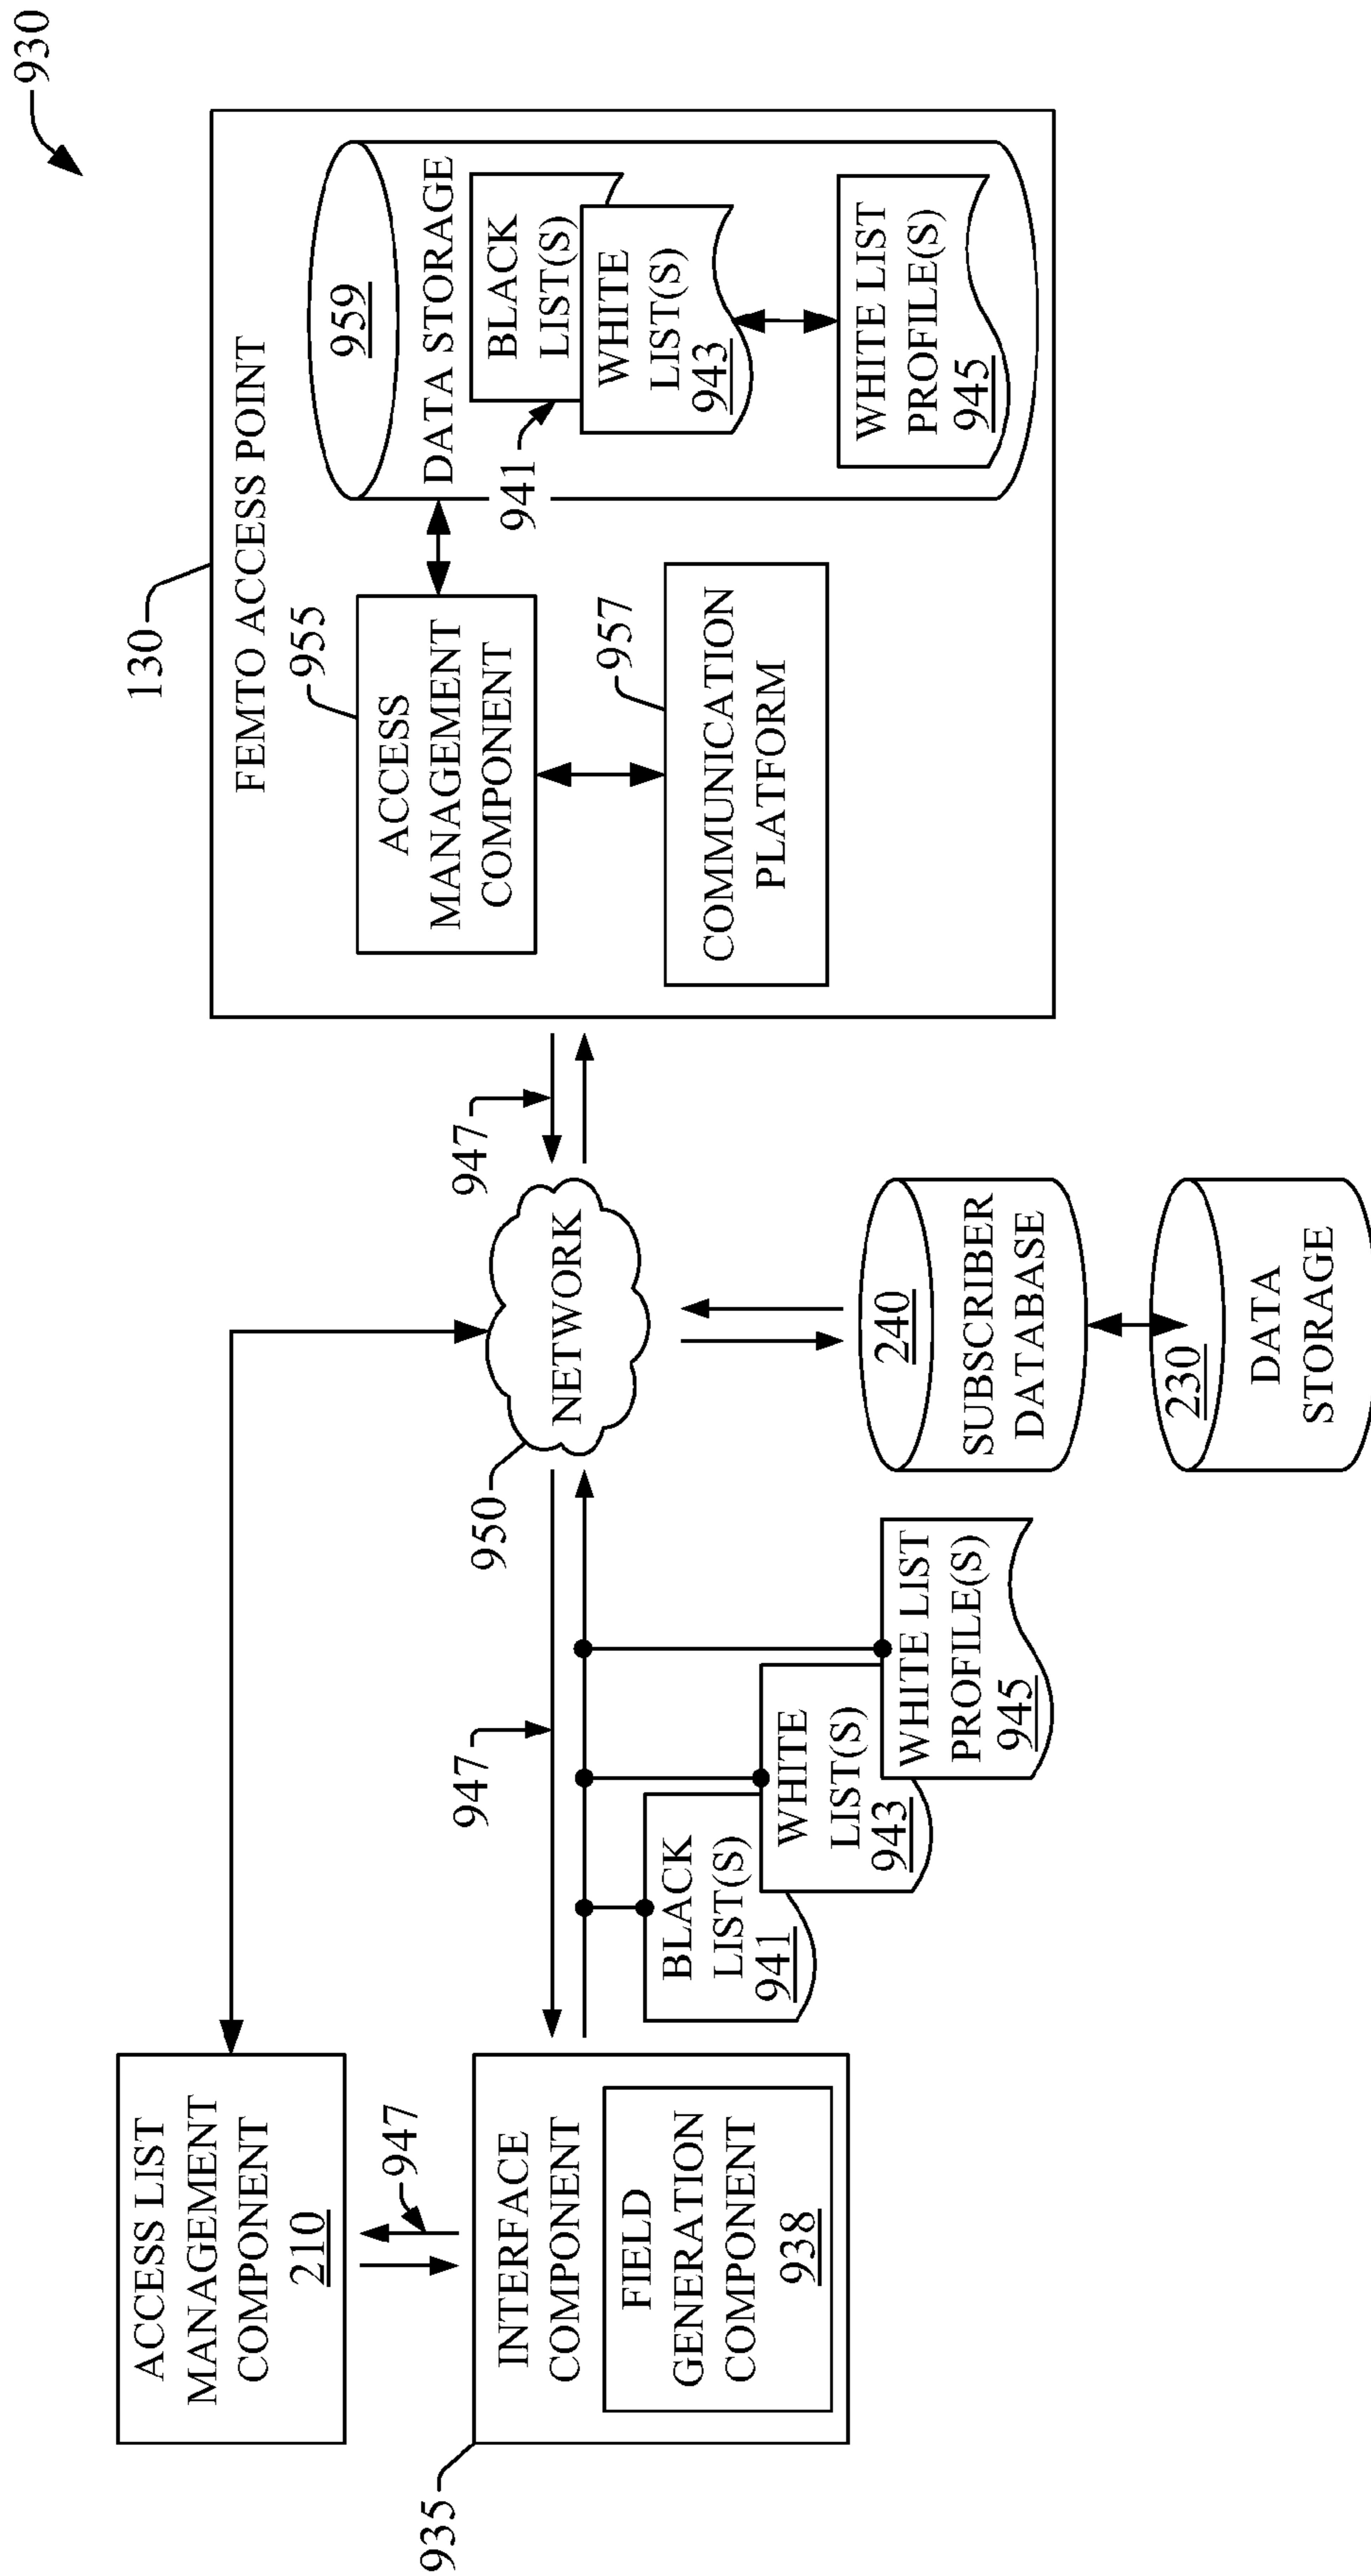 930
ACCESS LIST
MANAGEMENT
COMPONENT
210
947
935
INTERFACE
COMPONENT
FIELD
GENERATION
COMPONENT
938
947
BLACK
LIST(S)
941
WHITE
LIST(S)
943
WHITE LIST
PROFILE(S)
945
950
NETWORK
947
240
SUBSCRIBER
DATABASE
230
DATA
STORAGE
130
FEMTO ACCESS POINT
955
ACCESS
MANAGEMENT
COMPONENT
957
COMMUNICATION
PLATFORM
959
DATA STORAGE
941
BLACK
LIST(S)
WHITE
LIST(S)
943
WHITE LIST
PROFILE(S)
945